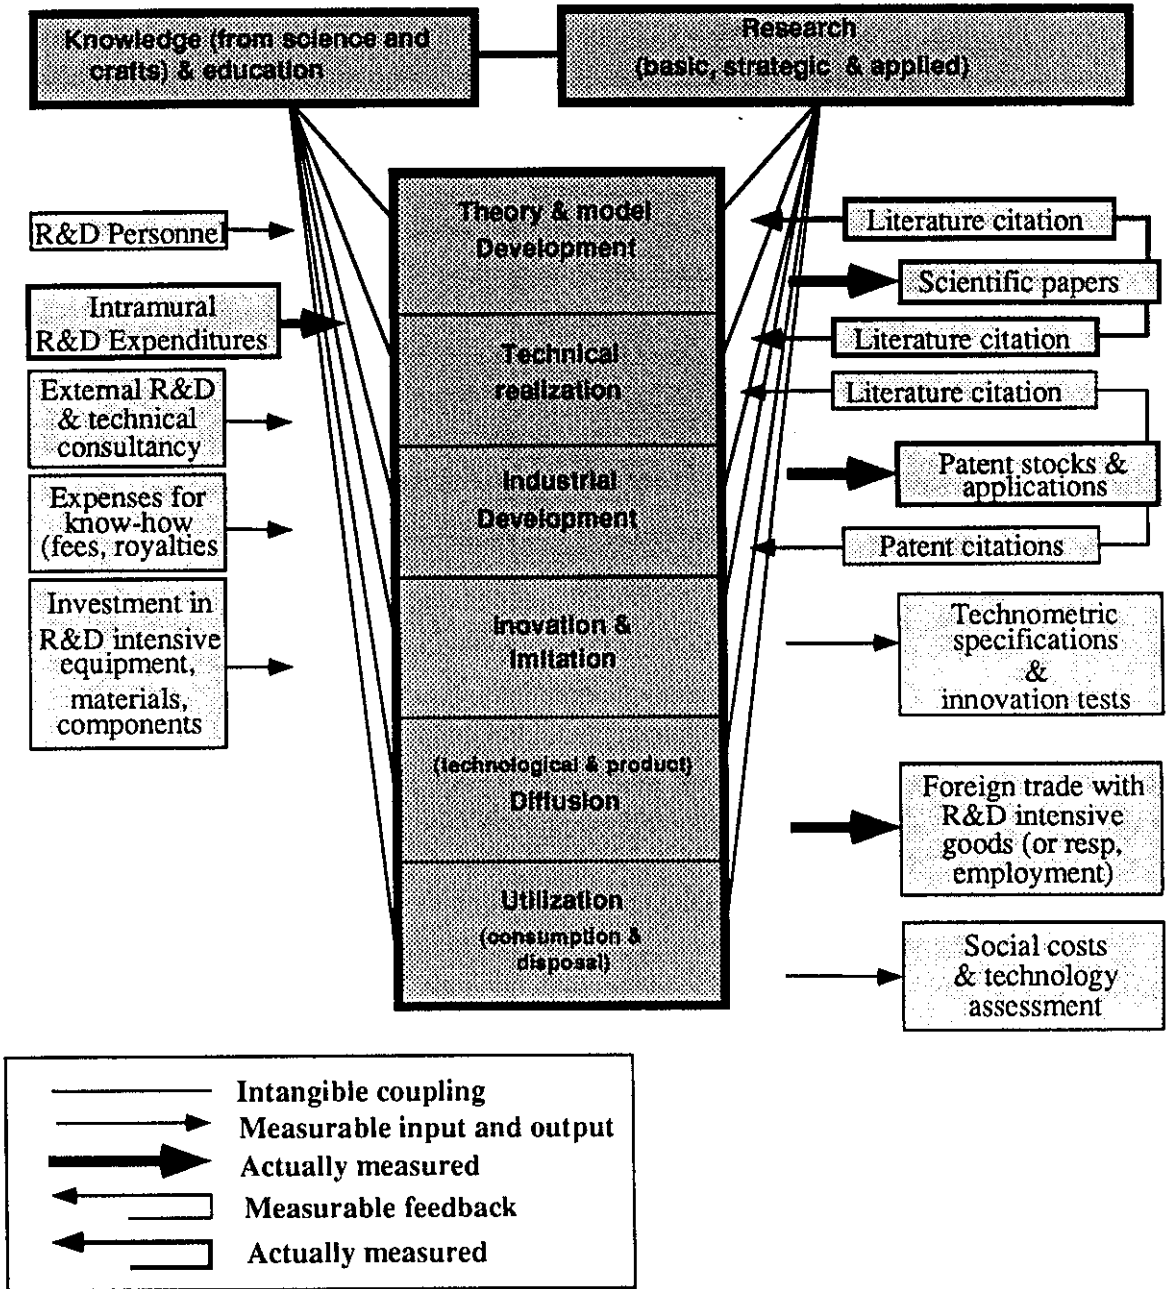 Knowledge (from science and
crafts) & education
Research
(basic, strategic & applied)
R&D Personnel
Intramural
R&D Expenditures
External R&D
& technical
consultancy
Expenses for
know-how
(fees, royalties
Investment in
R&D intensive
equipment,
materials,
components
Theory & model
Development
Technical
realization
Industrial
Development
Inovation &
Imitation
(technological & product)
Diffusion
Utilization
(consumption &
disposal)
Literature citation
Scientific papers
Literature citation
Literature citation
Patent stocks &
applications
Patent citations
Technometric
specifications
&
innovation tests
Foreign trade with
R&D intensive
goods (or resp,
employment)
Social costs
& technology
assessment
Intangible coupling
Measurable input and output
Actually measured
Measurable feedback
Actually measured